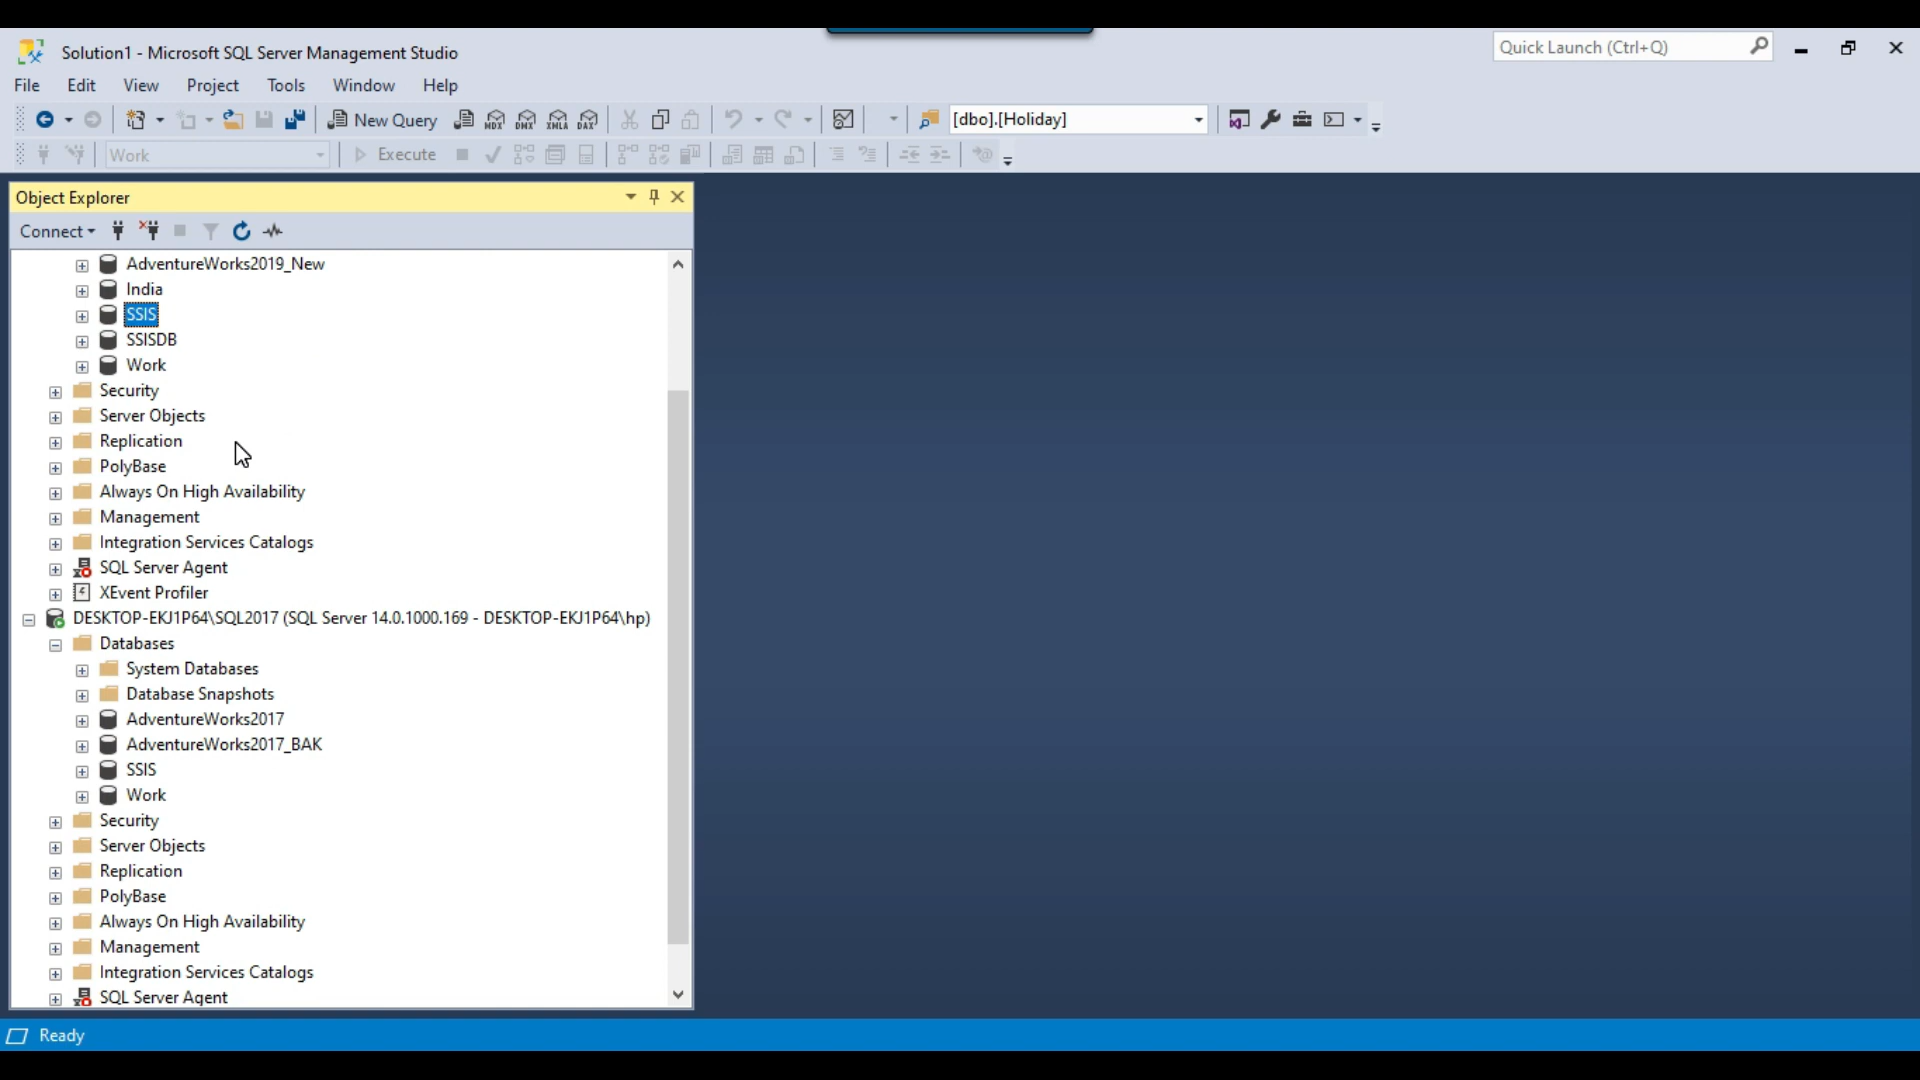 Solution1 - Microsoft SQL Server Management Studio
Quick Launch (Ctrl+Q)
File Edit View Project Tools Window Help
New Query MDX DMX XMLA DAX [dbo].[Holiday]
Work Execute
Object Explorer
Connect
AdventureWorks2019_New
India
SSIS
SSISDB
Work
Security
Server Objects
Replication
PolyBase
Always On High Availability
Management
Integration Services Catalogs
SQL Server Agent
XEvent Profiler
DESKTOP-EKJ1P64\SQL2017 (SQL Server 14.0.1000.169 - DESKTOP-EKJ1P64\hp)
Databases
System Databases
Database Snapshots
AdventureWorks2017
AdventureWorks2017_BAK
SSIS
Work
Security
Server Objects
Replication
PolyBase
Always On High Availability
Management
Integration Services Catalogs
SQL Server Agent
Ready